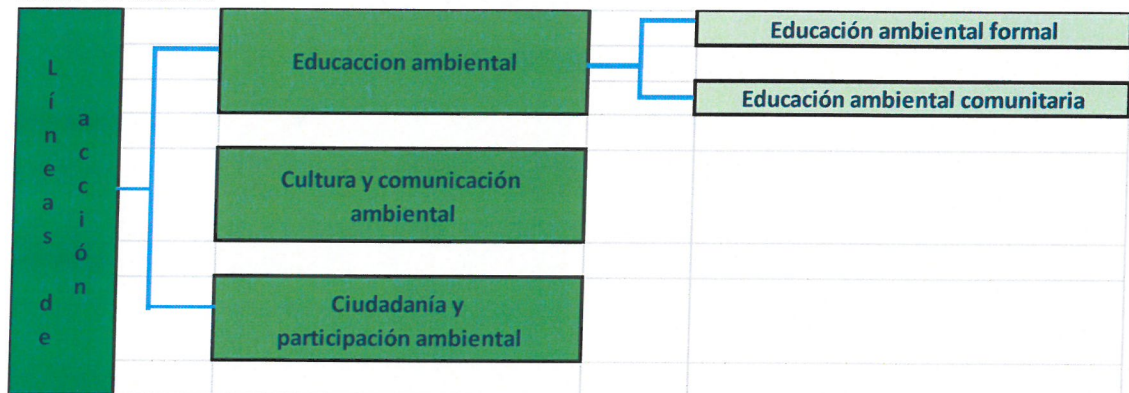 Líneas de
acción
Educaccion ambiental
Cultura y comunicación
ambiental
Ciudadanía y
participación ambiental
Educación ambiental formal
Educación ambiental comunitaria